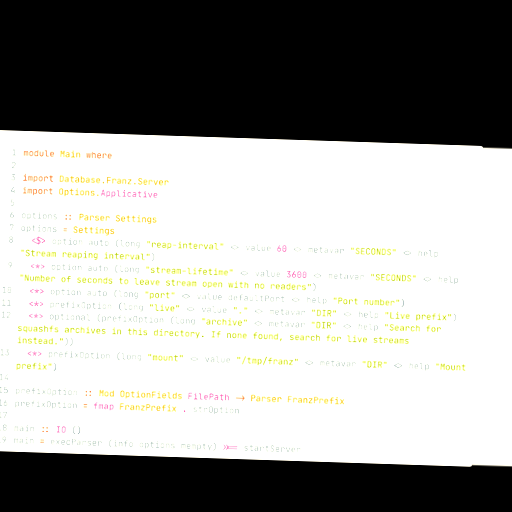 1 module Main where
2
3 import Database.Franz.Server
4 import Options.Applicative
5
6 options :: Parser Settings
7 options = Settings
8 <$> option auto (long "reap-interval" <> value 60 <> metavar "SECONDS" <> help
"Stream reaping interval")
9 <*> option auto (long "stream-lifetime" <> value 3600 <> metavar "SECONDS" <> help
"Number of seconds to leave stream open with no readers")
10 <*> option auto (long "port" <> value defaultPort <> help "Port number")
11 <*> prefixOption (long "live" <> value "." <> metavar "DIR" <> help "Live prefix")
12 <*> optional (prefixOption (long "archive" <> metavar "DIR" <> help "Search for
squashfs archives in this directory. If none found, search for live streams
instead."))
13 <*> prefixOption (long "mount" <> value "/tmp/franz" <> metavar "DIR" <> help "Mount
prefix")
14
15 prefixOption :: Mod OptionFields FilePath -> Parser FranzPrefix
16 prefixOption = fmap FranzPrefix . strOption
17
18 main :: IO ()
19 main = execParser (info options mempty) >>= startServer